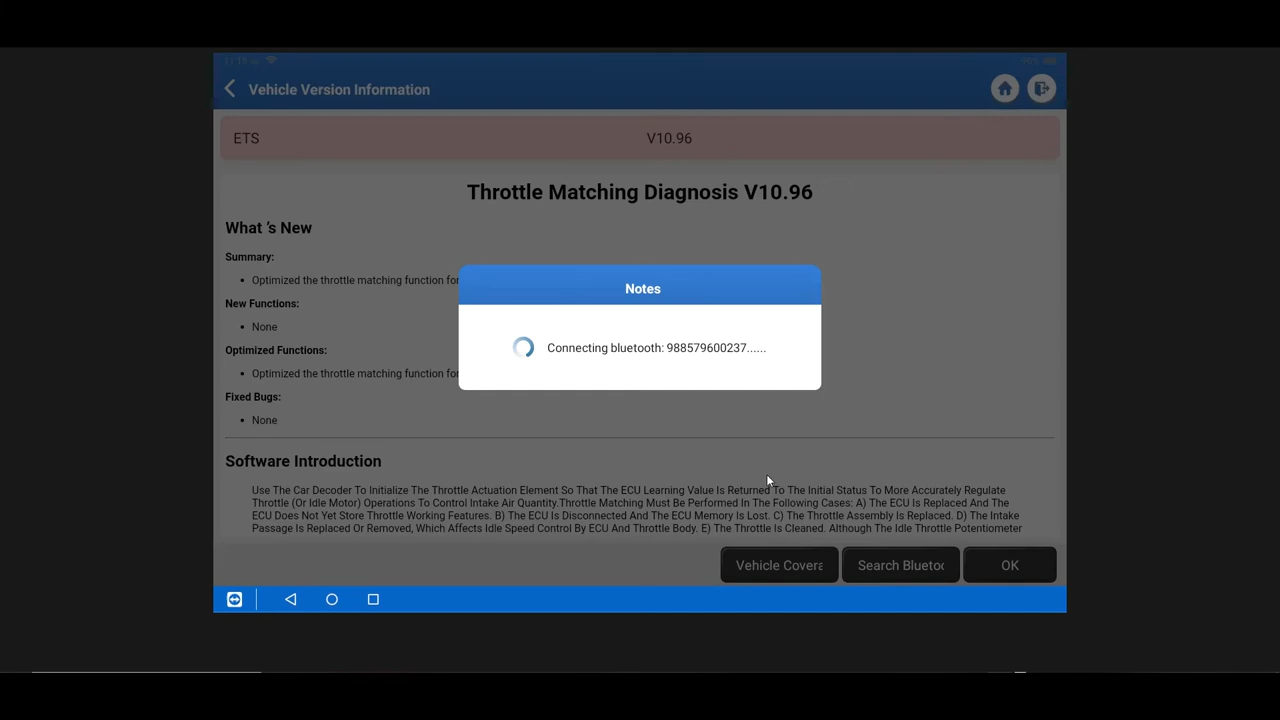 Vehicle Version Information
ETS V10.96
Throttle Matching Diagnosis V10.96
What 's New
Summary:
• Optimized the throttle matching function for
New Functions:
• None
Optimized Functions:
• Optimized the throttle matching function for
Fixed Bugs:
• None
Notes
Connecting bluetooth: 988579600237......
Software Introduction
Use The Car Decoder To Initialize The Throttle Actuation Element So That The ECU Learning Value Is Returned To The Initial Status To More Accurately Regulate
Throttle (Or Idle Motor) Operations To Control Intake Air Quantity.Throttle Matching Must Be Performed In The Following Cases: A) The ECU Is Replaced And The
ECU Does Not Yet Store Throttle Working Features. B) The ECU Is Disconnected And The ECU Memory Is Lost. C) The Throttle Assembly Is Replaced. D) The Intake
Passage Is Replaced Or Removed, Which Affects Idle Speed Control By ECU And Throttle Body. E) The Throttle Is Cleaned. Although The Idle Throttle Potentiometer
Vehicle Covera Search Bluetoo OK